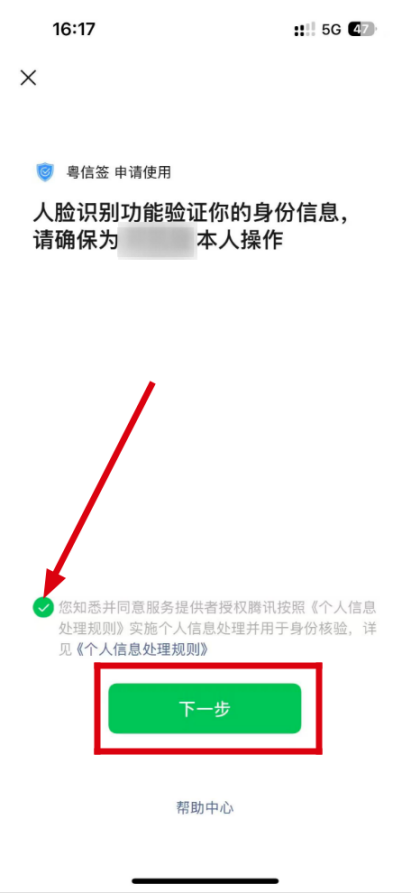 16:17
5G 47
粤信签 申请使用
人脸识别功能验证你的身份信息，
请确保为 本人操作
您知悉并同意服务提供者授权腾讯按照《个人信息
处理规则》实施个人信息处理并用于身份核验，详
见《个人信息处理规则》
下一步
帮助中心